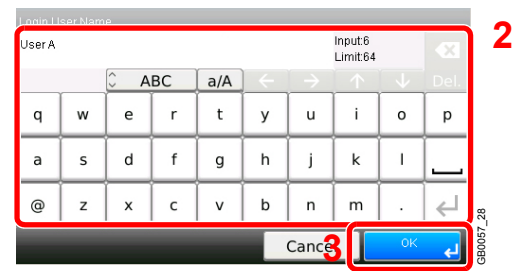 Login User Name
User A
Input:6
Limit:64
2
ABC a/A ← → ↑ ↓ Del.
q w e r t y u i o p
a s d f g h j k l
@ z x c v b n m .
Cance
3
OK
GB0057_28